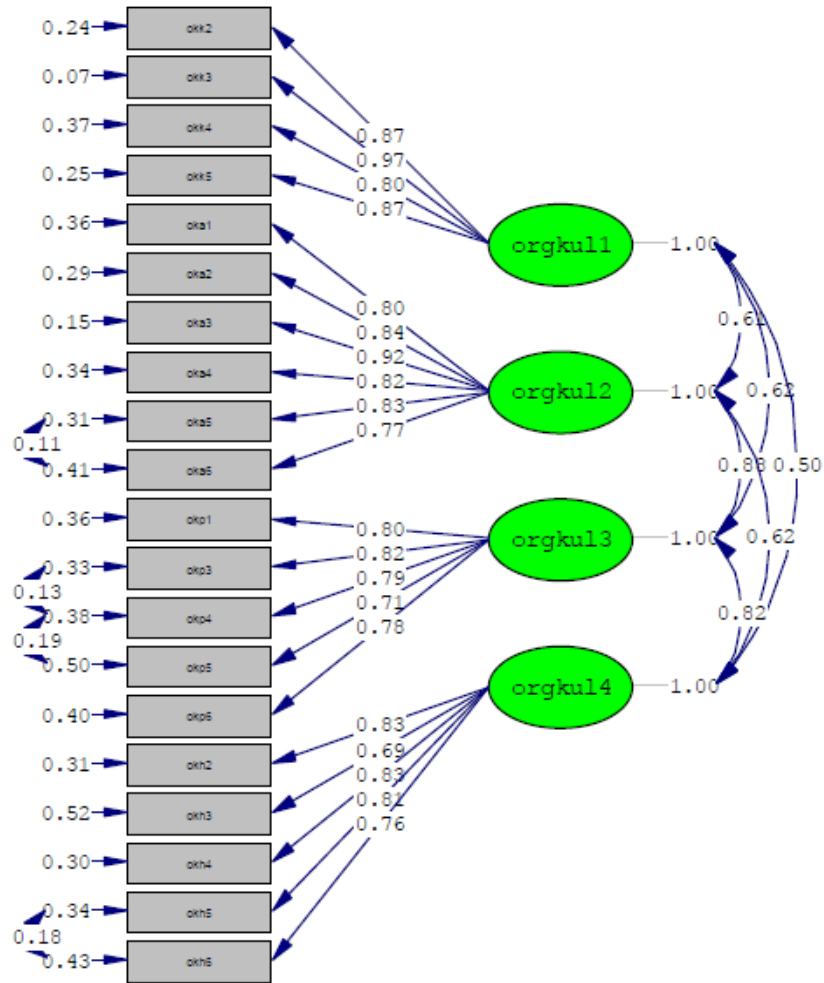 0.24 okk2
0.07 okk3
0.37 okk4
0.25 okk5
0.36 oka1
0.29 oka2
0.15 oka3
0.34 oka4
0.31 oka5
0.11
0.41 oka6
0.36 okp1
0.33 okp3
0.13
0.38 okp4
0.19
0.50 okp5
0.40 okp6
0.31 okh2
0.52 okh3
0.30 okh4
0.34 okh5
0.18
0.43 okh6
0.87
0.97
0.80
0.87
0.80
0.84
0.92
0.82
0.83
0.77
0.80
0.82
0.79
0.71
0.78
0.83
0.69
0.83
0.81
0.76
orgkul1 1.00
orgkul2 1.00
orgkul3 1.00
orgkul4 1.00
0.61
0.62
0.50
0.62
0.82